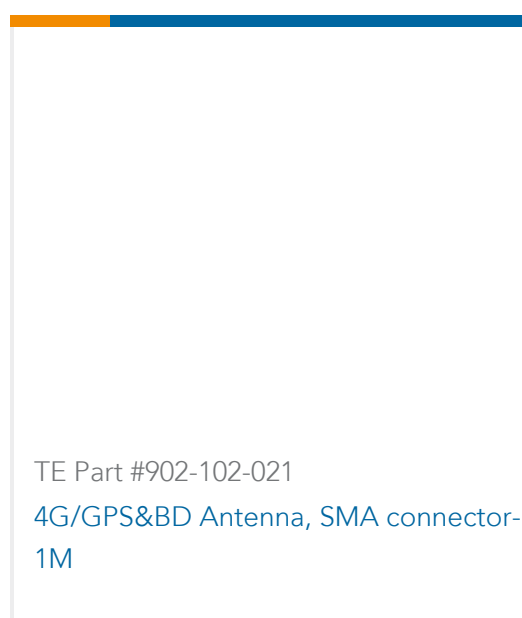 TE Part #902-102-021
4G/GPS&BD Antenna, SMA connector-
1M